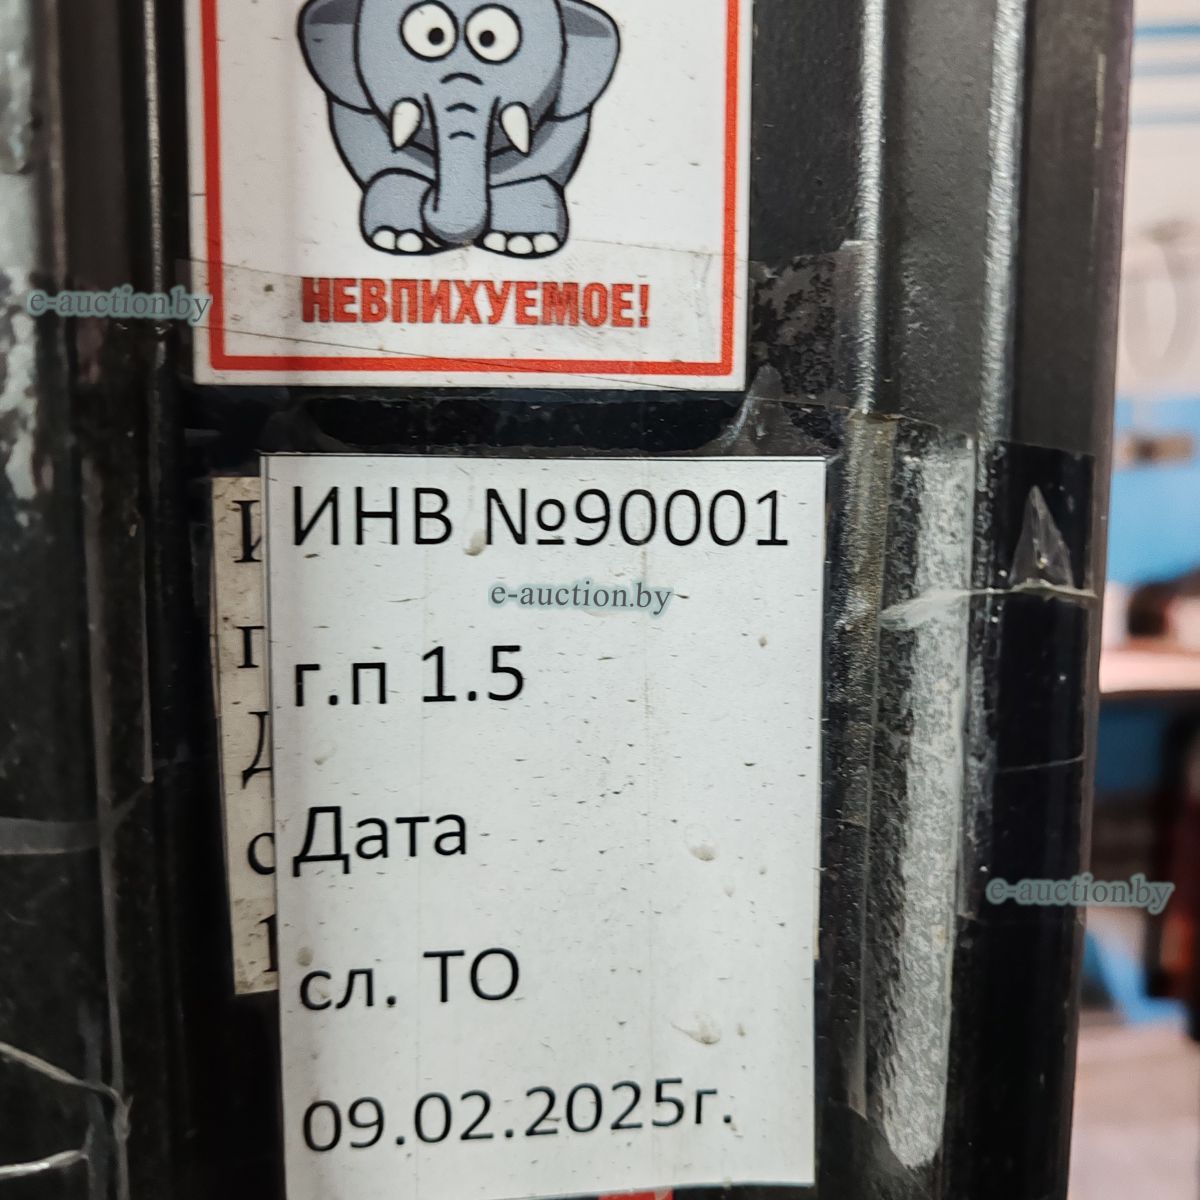 НЕВПИХУЕМОЕ!
e-auction.by
ИНВ №90001
e-auction.by
г.п 1.5
Дата
e-auction.by
сл. ТО
09.02.2025г.